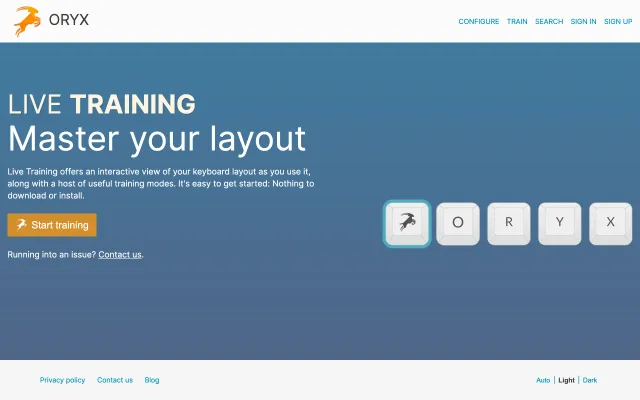 ORYX
CONFIGURE TRAIN SEARCH SIGN IN SIGN UP
LIVE TRAINING
Master your layout
Live Training offers an interactive view of your keyboard layout as you use it,
along with a host of useful training modes. It's easy to get started: Nothing to
download or install.
Start training
O R Y X
Running into an issue? Contact us.
Privacy policy Contact us Blog
Auto | Light | Dark